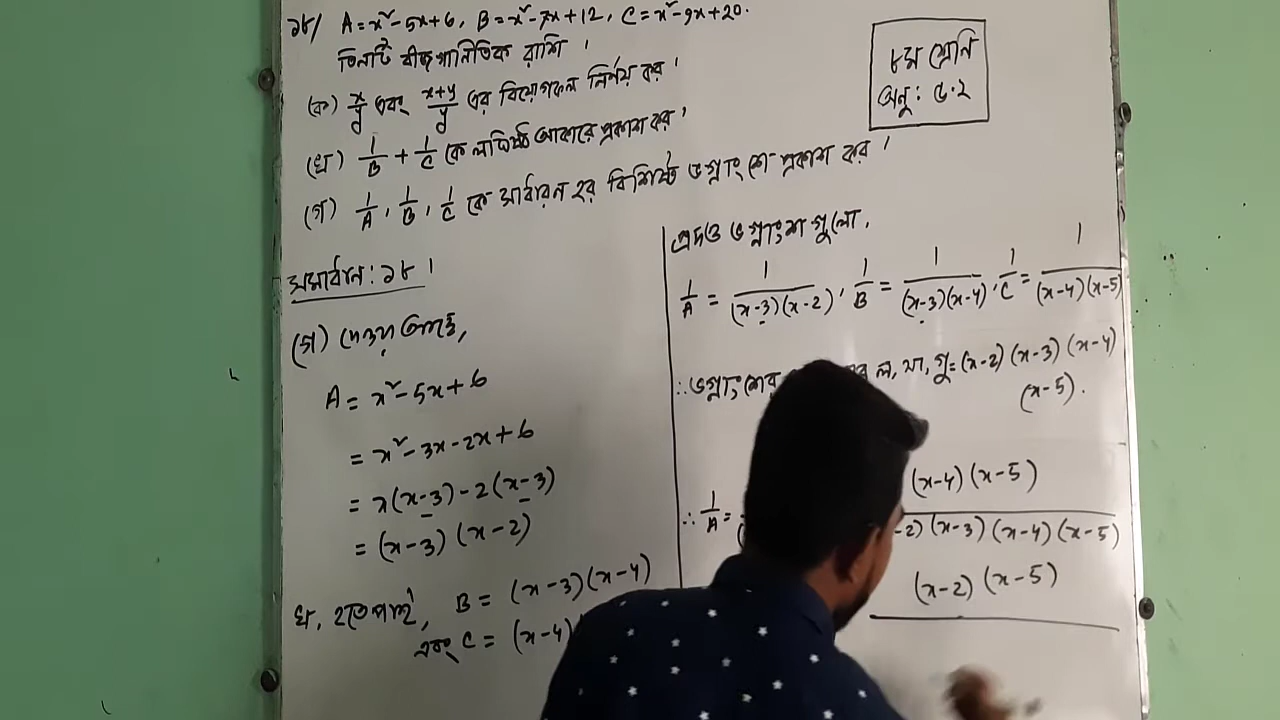 ১৮/ A = x² - 5x + 6, B = x² - 7x + 12, C = x² - 9x + 20.
তিনটি বীজগানিতিক রাশি ।
(ক) x/y এবং x+y/y এর বিয়োগফল নির্ণয় কর ।
(খ) 1/B + 1/C কে লঘিষ্ঠ আকারে প্রকাশ কর ।
(গ) 1/A, 1/B, 1/C কে সাধারন হর বিশিষ্ট ভগ্নাংশে প্রকাশ কর ।
৮ম শ্রেনি
অনু: ৫.২
সমাধান: ১৮ ।
(গ) দেওয়া আছে,
A = x² - 5x + 6
= x² - 3x - 2x + 6
= x(x-3) - 2(x-3)
= (x-3)(x-2)
খ, হতে পাই, B = (x-3)(x-4)
এবং C = (x-4)
প্রদত্ত ভগ্নাংশ গুলো,
1/A = 1/(x-3)(x-2), 1/B = 1/(x-3)(x-4), 1/C = 1/(x-4)(x-5)
∴ ভগ্নাংশের ল, সা, গু = (x-2)(x-3)(x-4)
(x-5).
(x-4)(x-5)
∴ 1/A = -2)(x-3)(x-4)(x-5)
(x-2)(x-5)